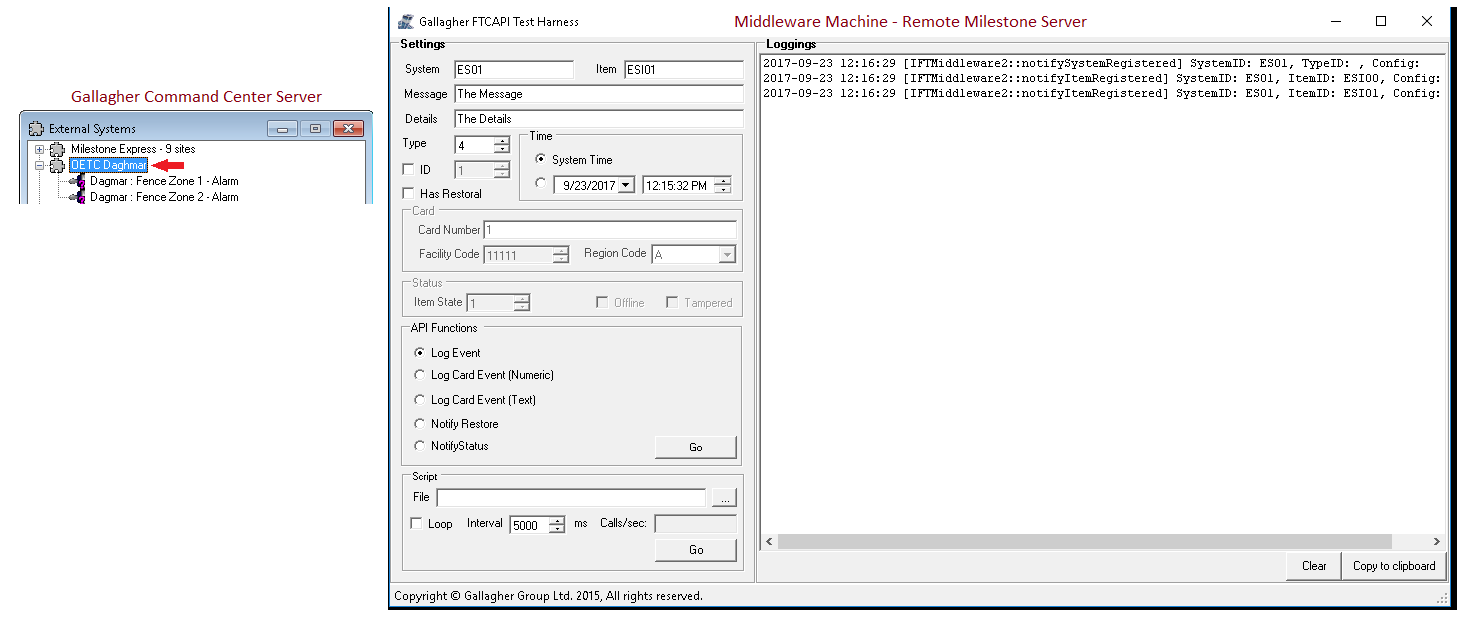 Gallagher Command Center Server
External Systems
Milestone Express - 9 sites
OETC Daghmar
Dagmar : Fence Zone 1 - Alarm
Dagmar : Fence Zone 2 - Alarm
Gallagher FTCAPI Test Harness
Middleware Machine - Remote Milestone Server
Settings
System ES01 Item ESI01
Message The Message
Details The Details
Type 4
ID 1
Has Restoral
Time
System Time
9/23/2017 12:15:32 PM
Card
Card Number 1
Facility Code 11111 Region Code A
Status
Item State 1 Offline Tampered
API Functions
Log Event
Log Card Event (Numeric)
Log Card Event (Text)
Notify Restore
NotifyStatus
Go
Script
File ...
Loop Interval 5000 ms Calls/sec:
Go
Loggings
2017-09-23 12:16:29 [IFTMiddleware2::notifySystemRegistered] SystemID: ES01, TypeID: , Config:
2017-09-23 12:16:29 [IFTMiddleware2::notifyItemRegistered] SystemID: ES01, ItemID: ESI00, Config:
2017-09-23 12:16:29 [IFTMiddleware2::notifyItemRegistered] SystemID: ES01, ItemID: ESI01, Config:
Clear Copy to clipboard
Copyright © Gallagher Group Ltd. 2015, All rights reserved.